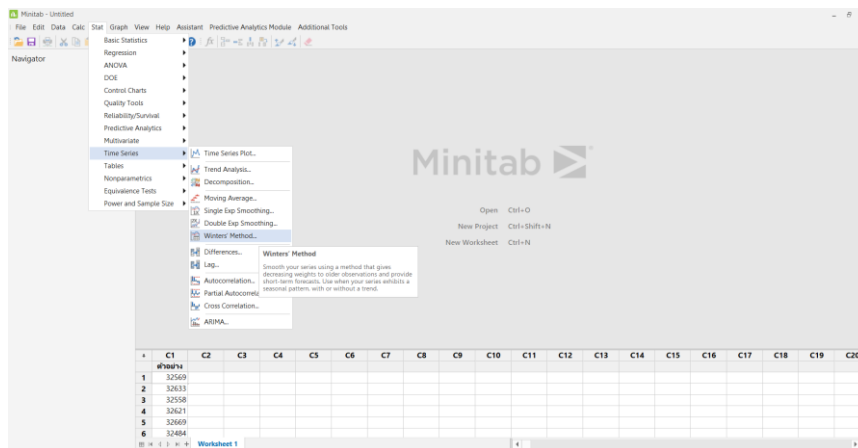 Minitab - Untitled
File Edit Data Calc Stat Graph View Help Assistant Predictive Analytics Module Additional Tools
Navigator
Basic Statistics
Regression
ANOVA
DOE
Control Charts
Quality Tools
Reliability/Survival
Predictive Analytics
Multivariate
Time Series
Tables
Nonparametrics
Equivalence Tests
Power and Sample Size
Time Series Plot...
Trend Analysis...
Decomposition...
Moving Average...
Single Exp Smoothing...
Double Exp Smoothing...
Winters' Method...
Differences...
Lag...
Autocorrelation...
Partial Autocorrela
Cross Correlation...
ARIMA...
Winters' Method
Smooth your series using a method that gives
decreasing weights to older observations and provide
short-term forecasts. Use when your series exhibits a
seasonal pattern, with or without a trend.
Minitab
Open Ctrl+O
New Project Ctrl+Shift+N
New Worksheet Ctrl+N
C1 C2 C3 C4 C5 C6 C7 C8 C9 C10 C11 C12 C13 C14 C15 C16 C17 C18 C19 C20
ตัวอย่าง
1 32569
2 32633
3 32558
4 32621
5 32669
6 32484
Worksheet 1